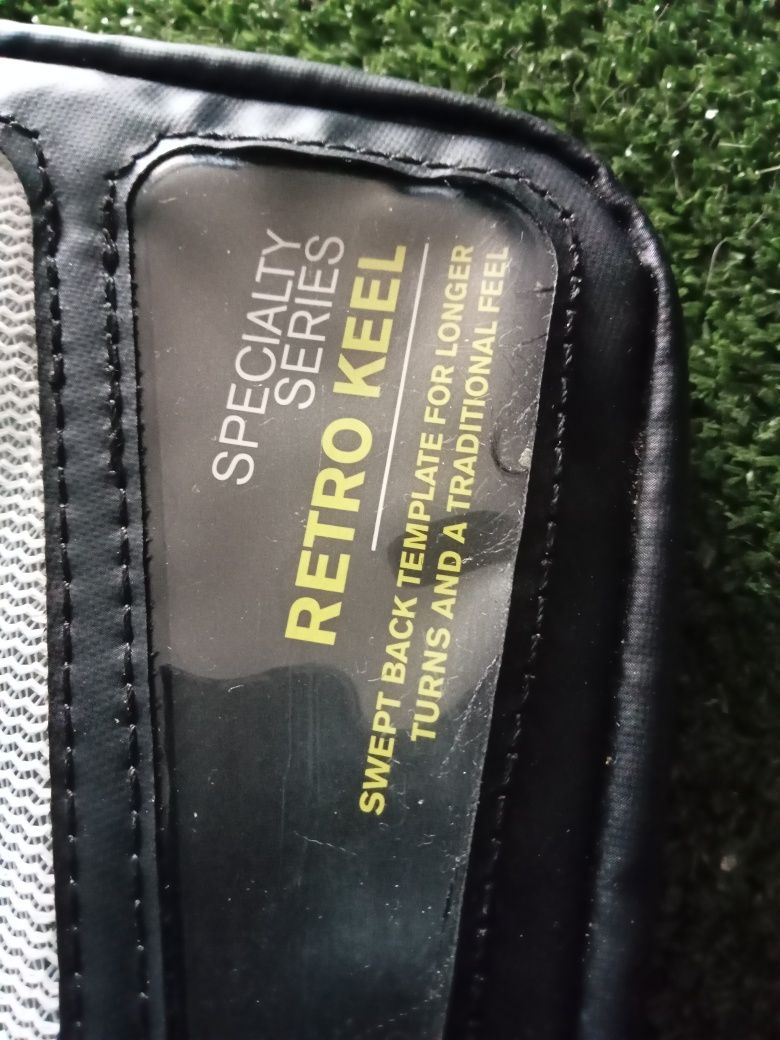 SPECIALTY
SERIES
RETRO KEEL
SWEPT BACK TEMPLATE FOR LONGER
TURNS AND A TRADITIONAL FEEL